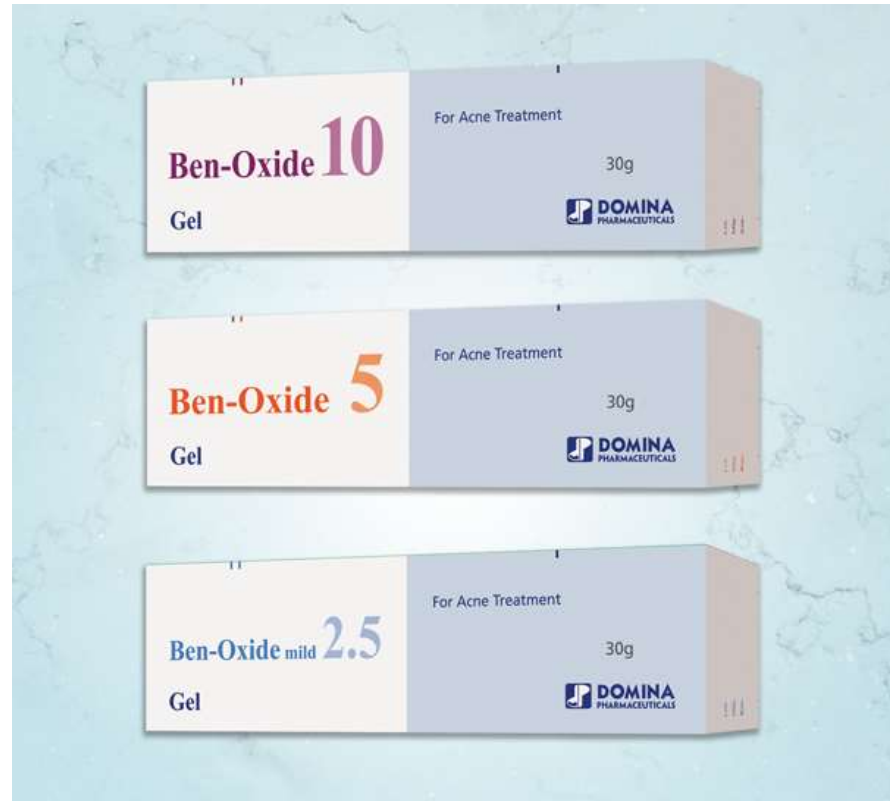 Ben-Oxide 10
Gel
For Acne Treatment
30g
DOMINA
PHARMACEUTICALS
Ben-Oxide 5
Gel
For Acne Treatment
30g
DOMINA
PHARMACEUTICALS
Ben-Oxide mild 2.5
Gel
For Acne Treatment
30g
DOMINA
PHARMACEUTICALS